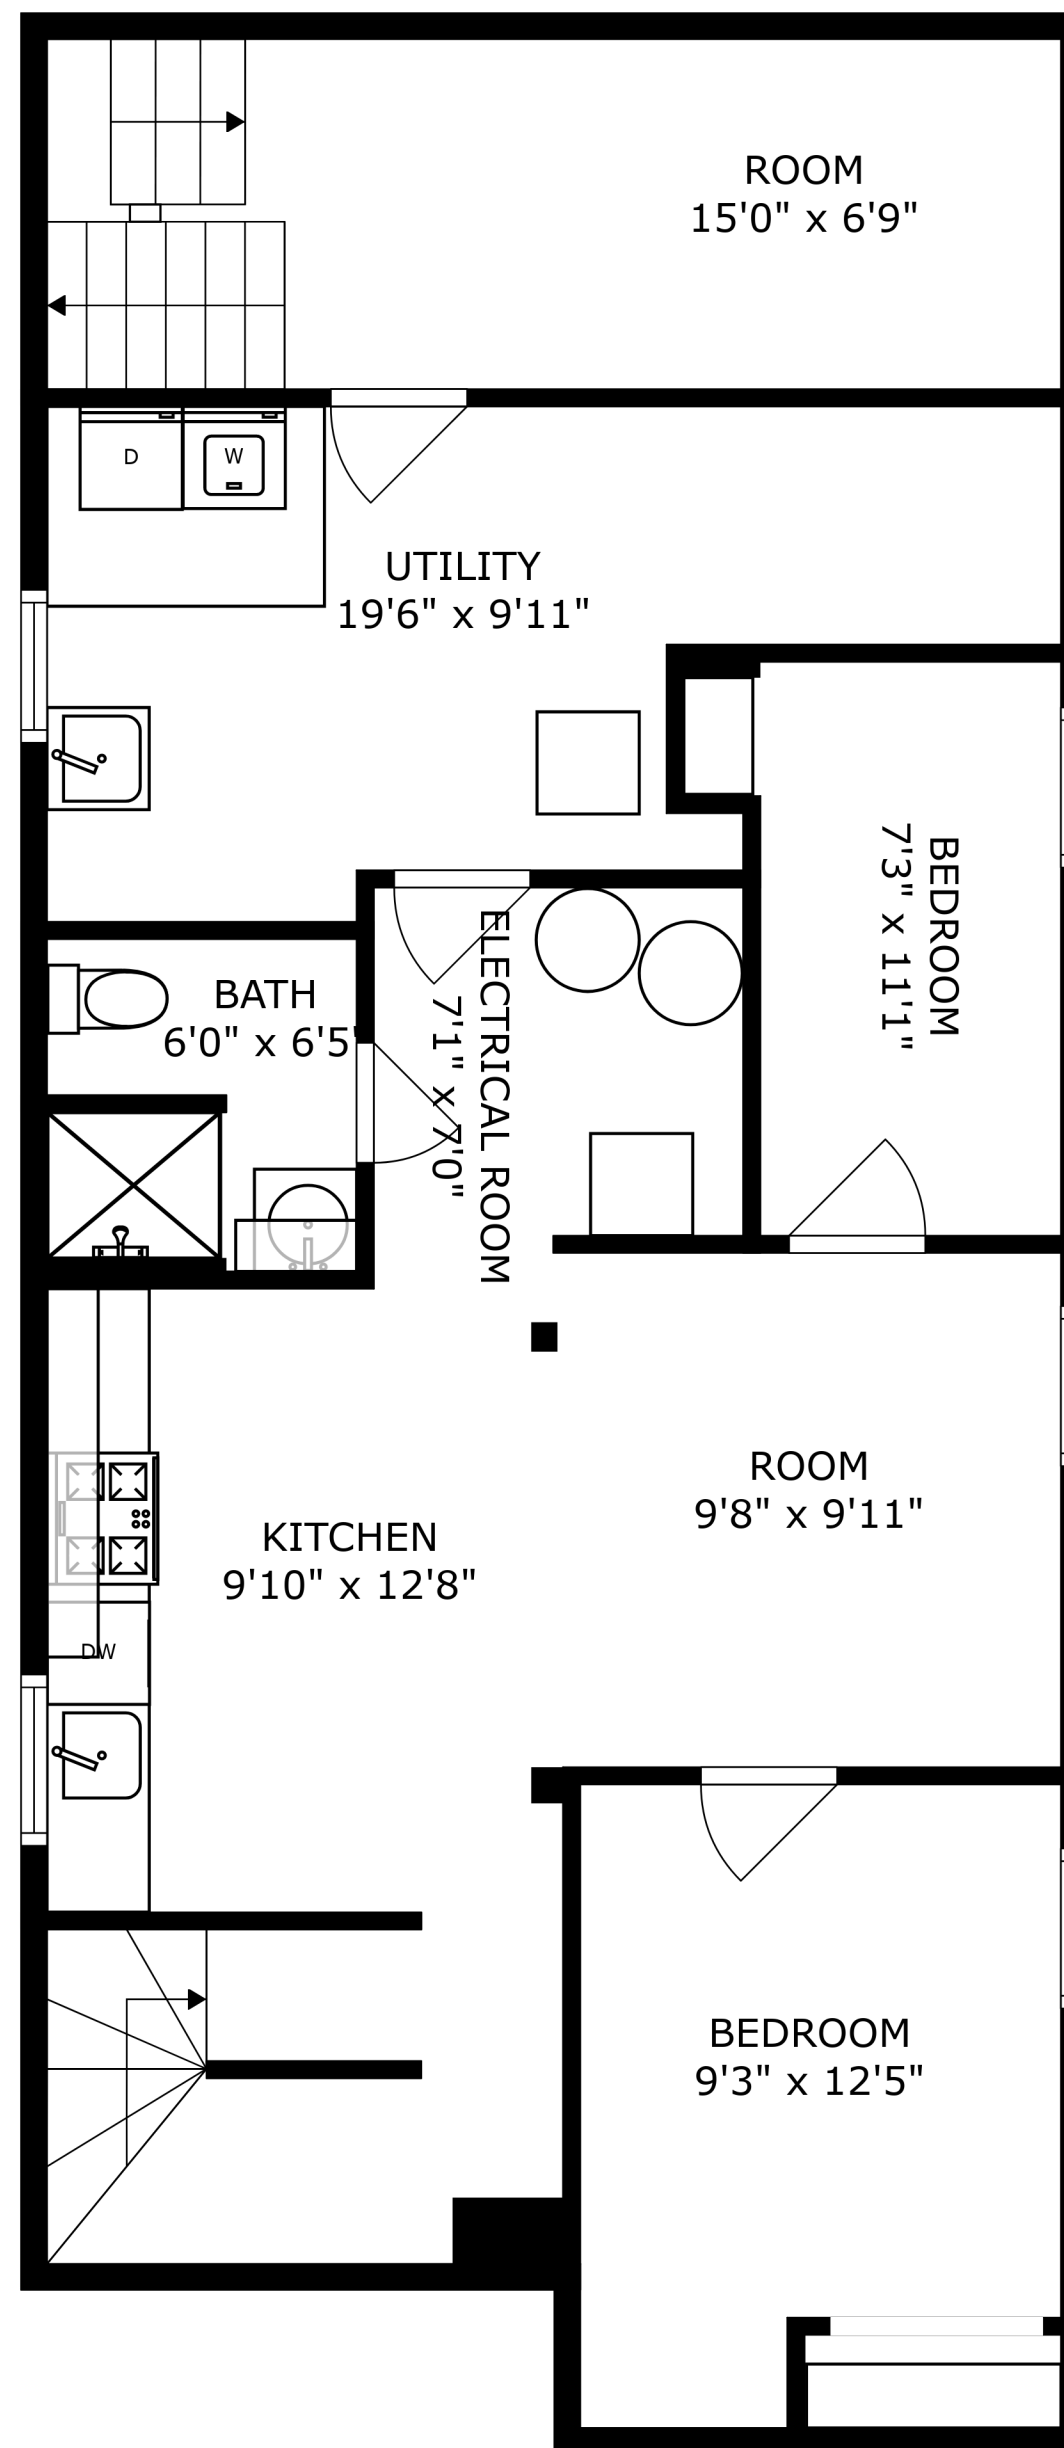 ROOM
15'0" x 6'9"
D
W
UTILITY
19'6" x 9'11"
BEDROOM
7'3" x 11'1"
BATH
6'0" x 6'5"
ELECTRICAL ROOM
7'1" x 7'0"
ROOM
9'8" x 9'11"
KITCHEN
9'10" x 12'8"
DW
BEDROOM
9'3" x 12'5"